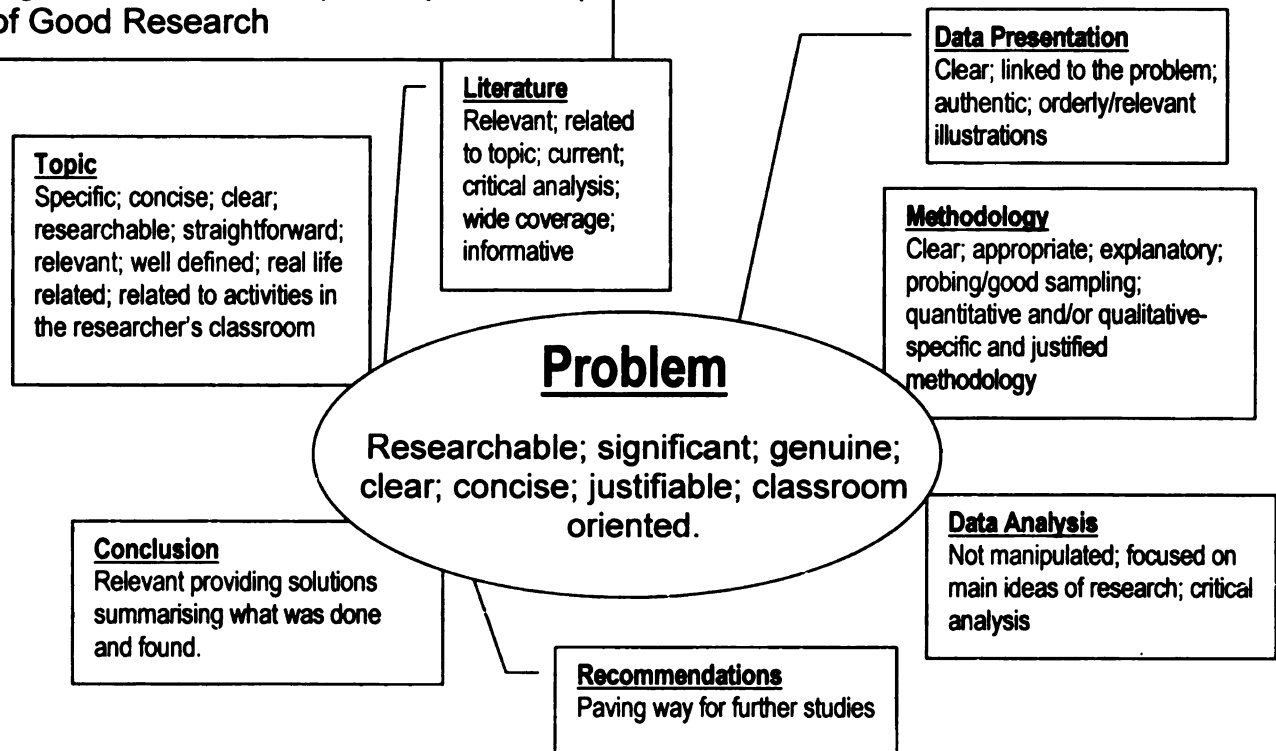 of Good Research
Literature
Relevant; related
to topic; current;
critical analysis;
wide coverage;
informative
Data Presentation
Clear; linked to the problem;
authentic; orderly/relevant
illustrations
Topic
Specific; concise; clear;
researchable; straightforward;
relevant; well defined; real life
related; related to activities in
the researcher's classroom
Methodology
Clear; appropriate; explanatory;
probing/good sampling;
quantitative and/or qualitative-
specific and justified
methodology
Problem
Researchable; significant; genuine;
clear; concise; justifiable; classroom
oriented.
Conclusion
Relevant providing solutions
summarising what was done
and found.
Data Analysis
Not manipulated; focused on
main ideas of research; critical
analysis
Recommendations
Paving way for further studies